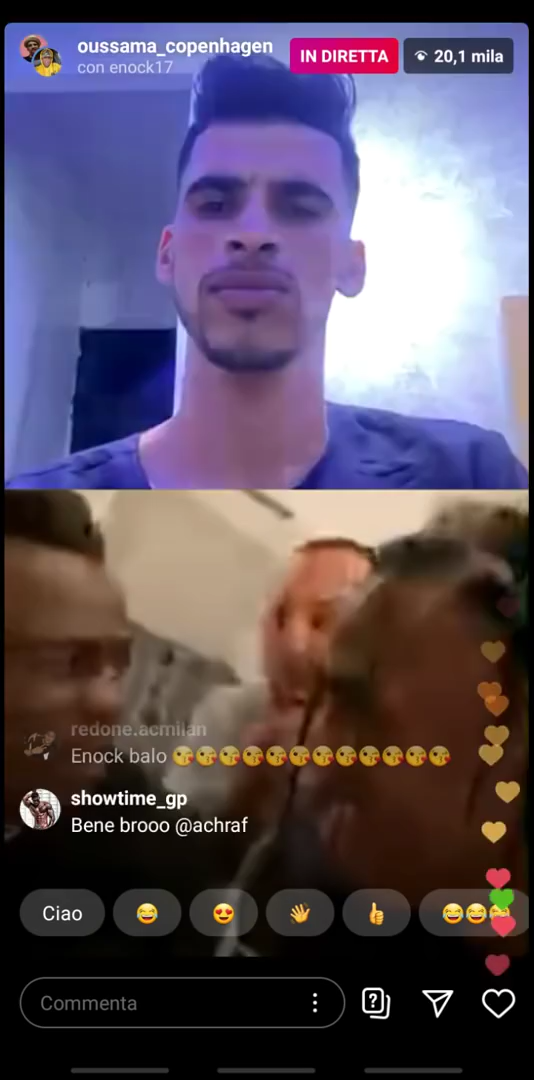 oussama_copenhagen
con enock17
IN DIRETTA
20,1 mila
redone.acmilan
Enock balo 😘😘😘😘😘😘😘😘😘😘😘😘
showtime_gp
Bene brooo @achraf
Ciao
Commenta